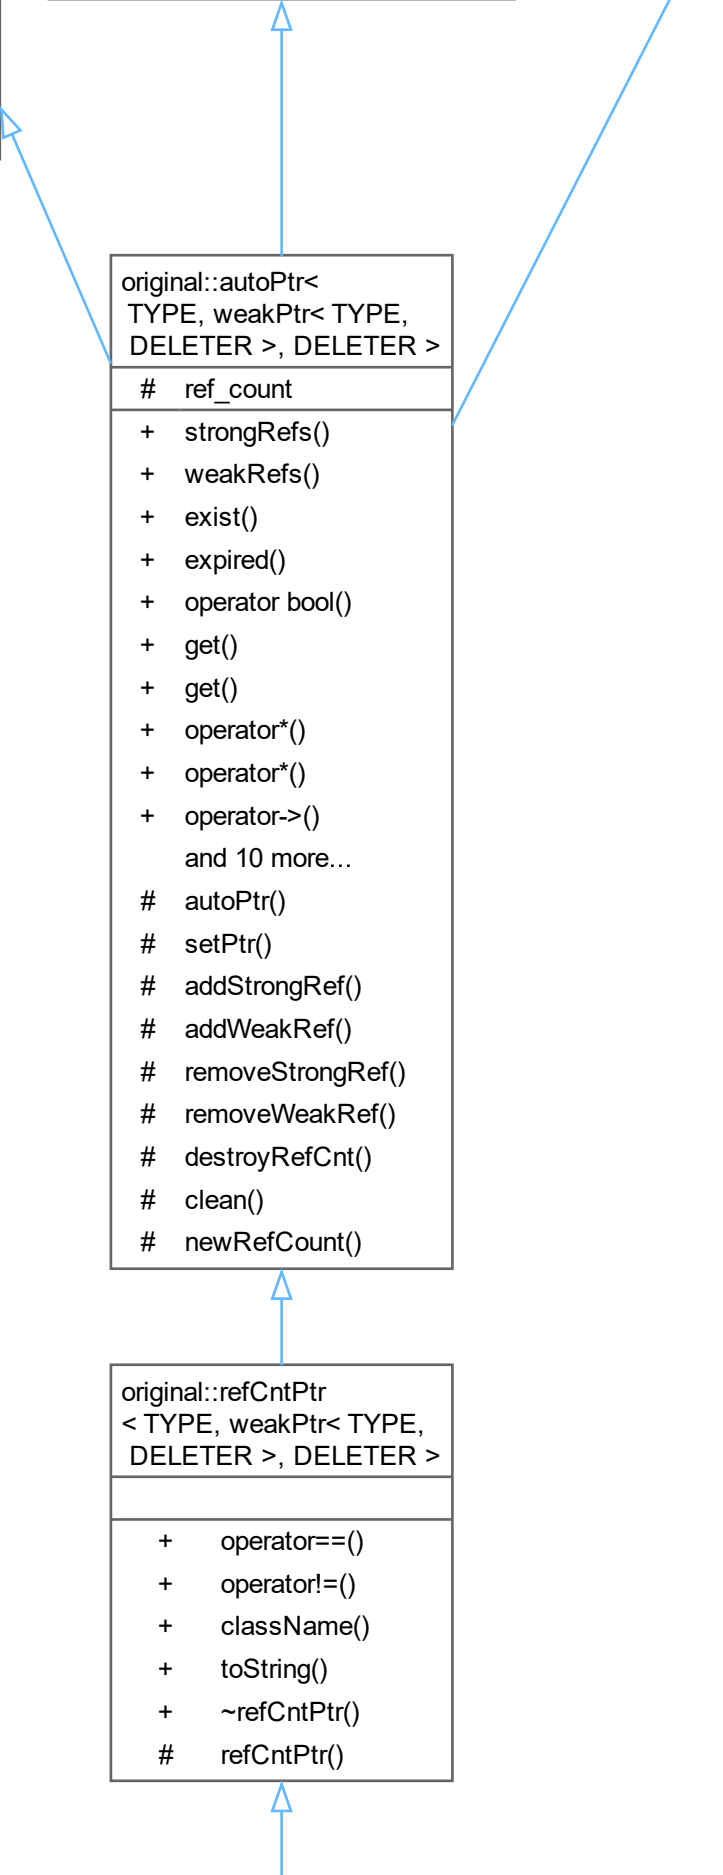 original::autoPtr<
TYPE, weakPtr< TYPE,
DELETER >, DELETER >
# ref_count
+ strongRefs()
+ weakRefs()
+ exist()
+ expired()
+ operator bool()
+ get()
+ get()
+ operator*()
+ operator*()
+ operator->()
and 10 more...
# autoPtr()
# setPtr()
# addStrongRef()
# addWeakRef()
# removeStrongRef()
# removeWeakRef()
# destroyRefCnt()
# clean()
# newRefCount()
original::refCntPtr
< TYPE, weakPtr< TYPE,
DELETER >, DELETER >
+ operator==()
+ operator!=()
+ className()
+ toString()
+ ~refCntPtr()
# refCntPtr()